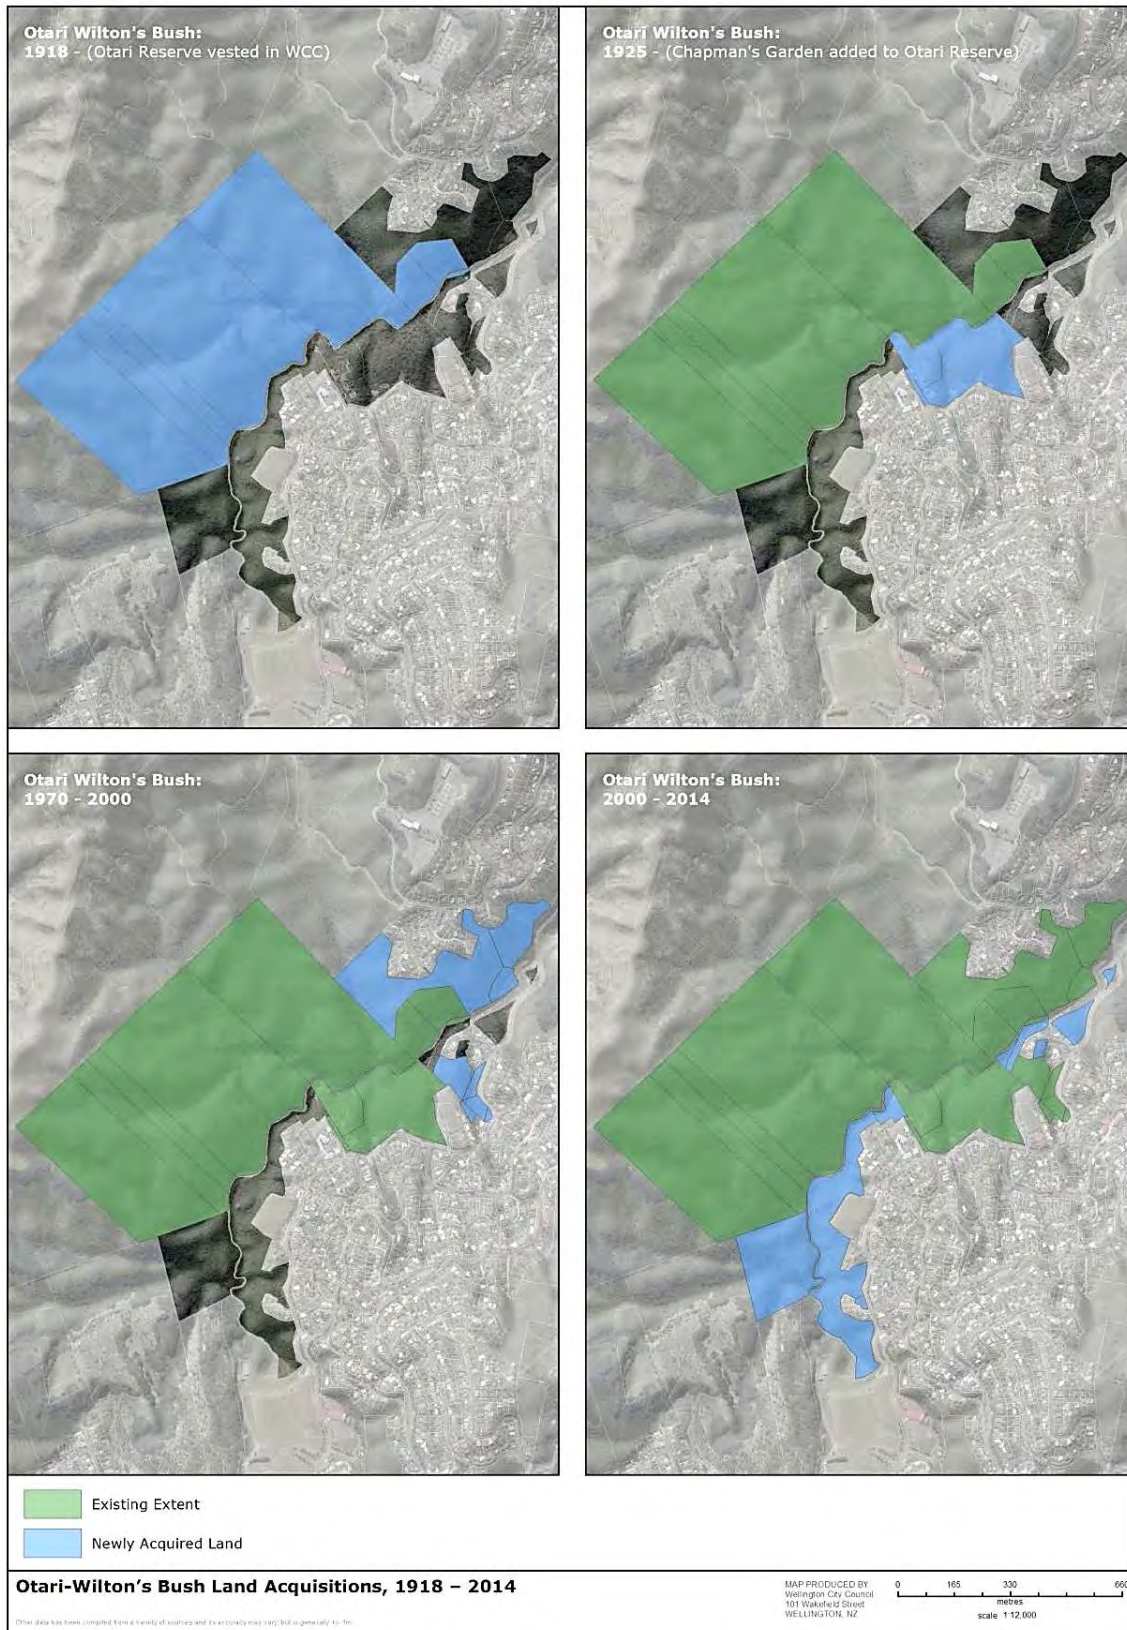 Otari Wilton's Bush:
1918 - (Otari Reserve vested in WCC)
Otari Wilton's Bush:
1925 - (Chapman's Garden added to Otari Reserve)
Otari Wilton's Bush:
1970 - 2000
Otari Wilton's Bush:
2000 - 2014
Existing Extent
Newly Acquired Land
Otari-Wilton's Bush Land Acquisitions, 1918 – 2014
MAP PRODUCED BY
Wellington City Council
101 Wakefield Street
WELLINGTON, NZ
0 165 330 660
metres
scale 1:12,000